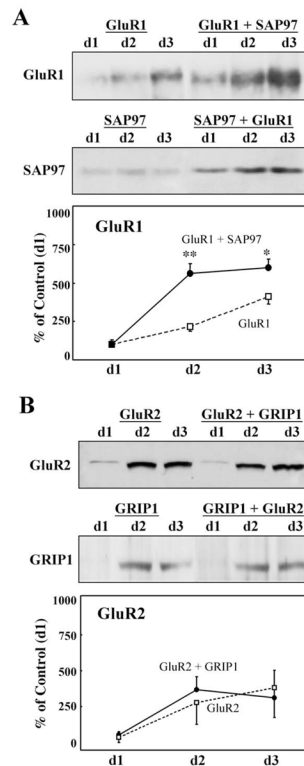 A
GluR1 GluR1 + SAP97
d1 d2 d3 d1 d2 d3
GluR1
SAP97 SAP97 + GluR1
d1 d2 d3 d1 d2 d3
SAP97
% of Control (d1)
1000
750
500
250
0
GluR1
GluR1 + SAP97
**
*
GluR1
d1 d2 d3
B
GluR2 GluR2 + GRIP1
d1 d2 d3 d1 d2 d3
GluR2
GRIP1 GRIP1 + GluR2
d1 d2 d3 d1 d2 d3
GRIP1
% of Control (d1)
1000
750
500
250
0
GluR2
GluR2 + GRIP1
GluR2
d1 d2 d3